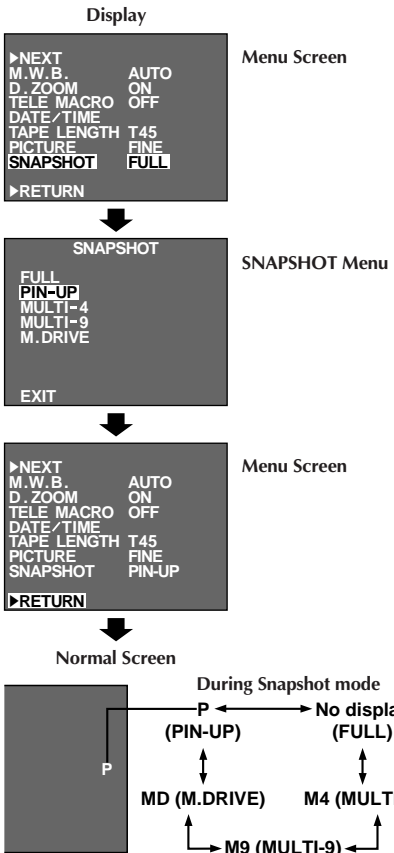 Display
Menu Screen
▶NEXT
M.W.B. AUTO
D.ZOOM ON
TELE MACRO OFF
DATE/TIME
TAPE LENGTH T45
PICTURE FINE
SNAPSHOT FULL
▶RETURN
SNAPSHOT Menu
SNAPSHOT
FULL
PIN-UP
MULTI-4
MULTI-9
M.DRIVE
EXIT
Menu Screen
▶NEXT
M.W.B. AUTO
D.ZOOM ON
TELE MACRO OFF
DATE/TIME
TAPE LENGTH T45
PICTURE FINE
SNAPSHOT PIN-UP
▶RETURN
Normal Screen
P
During Snapshot mode
P No
(PIN-UP) (FULL)
MD (M.DRIVE) M4
M9 (MULTI-9)